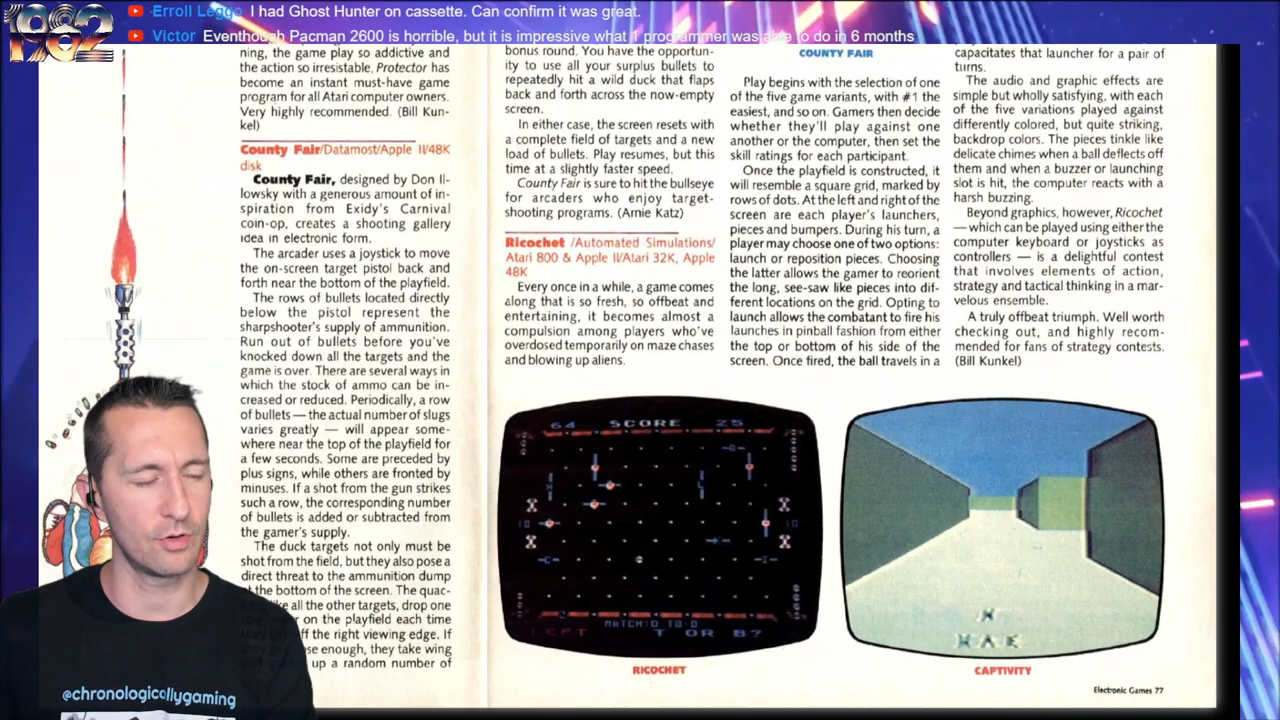 Erroll Leggo I had Ghost Hunter on cassette. Can confirm it was great.
Victor Eventhough Pacman 2600 is horrible, but it is impressive what 1 programmer was able to do in 6 months
1982
ning, the game play so addictive and
the action so irresistable, Protector has
become an instant must-have game
program for all Atari computer owners.
Very highly recommended. (Bill Kun-
kel)
County Fair/Datamost/Apple II/48K
disk
County Fair, designed by Don Il-
lowsky with a generous amount of in-
spiration from Exidy's Carnival
coin-op, creates a shooting gallery
idea in electronic form.
The arcader uses a joystick to move
the on-screen target pistol back and
forth near the bottom of the playfield.
The rows of bullets located directly
below the pistol represent the
sharpshooter's supply of ammunition.
Run out of bullets before you've
knocked down all the targets and the
game is over. There are several ways in
which the stock of ammo can be in-
creased or reduced. Periodically, a row
of bullets — the actual number of slugs
varies greatly — will appear some-
where near the top of the playfield for
a few seconds. Some are preceded by
plus signs, while others are fronted by
minuses. If a shot from the gun strikes
such a row, the corresponding number
of bullets is added or subtracted from
the gamer's supply.
The duck targets not only must be
shot from the field, but they also pose a
direct threat to the ammunition dump
at the bottom of the screen. The quac-
like all the other targets, drop one
on the playfield each time
off the right viewing edge. If
enough, they take wing
up a random number of
bonus round. You have the opportun-
ity to use all your surplus bullets to
repeatedly hit a wild duck that flaps
back and forth across the now-empty
screen.
In either case, the screen resets with
a complete field of targets and a new
load of bullets. Play resumes, but this
time at a slightly faster speed.
County Fair is sure to hit the bullseye
for arcaders who enjoy target-
shooting programs. (Arnie Katz)
Ricochet /Automated Simulations/
Atari 800 & Apple II/Atari 32K, Apple
48K
Every once in a while, a game comes
along that is so fresh, so offbeat and
entertaining, it becomes almost a
compulsion among players who've
overdosed temporarily on maze chases
and blowing up aliens.
COUNTY FAIR
Play begins with the selection of one
of the five game variants, with #1 the
easiest, and so on. Gamers then decide
whether they'll play against one
another or the computer, then set the
skill ratings for each participant.
Once the playfield is constructed, it
will resemble a square grid, marked by
rows of dots. At the left and right of the
screen are each player's launchers,
pieces and bumpers. During his turn, a
player may choose one of two options:
launch or reposition pieces. Choosing
the latter allows the gamer to reorient
the long, see-saw like pieces into dif-
ferent locations on the grid. Opting to
launch allows the combatant to fire his
launches in pinball fashion from either
the top or bottom of his side of the
screen. Once fired, the ball travels in a
capacitates that launcher for a pair of
turns.
The audio and graphic effects are
simple but wholly satisfying, with each
of the five variations played against
differently colored, but quite striking,
backdrop colors. The pieces tinkle like
delicate chimes when a ball deflects off
them and when a buzzer or launching
slot is hit, the computer reacts with a
harsh buzzing.
Beyond graphics, however, Ricochet
— which can be played using either the
computer keyboard or joysticks as
controllers — is a delightful contest
that involves elements of action,
strategy and tactical thinking in a mar-
velous ensemble.
A truly offbeat triumph. Well worth
checking out, and highly recom-
mended for fans of strategy contests.
(Bill Kunkel)
64 SCORE 25
10 10
MATCH:0 TO 0
LEFT T OR B?
RICOCHET
CAPTIVITY
Electronic Games 77
@chronologicallygaming